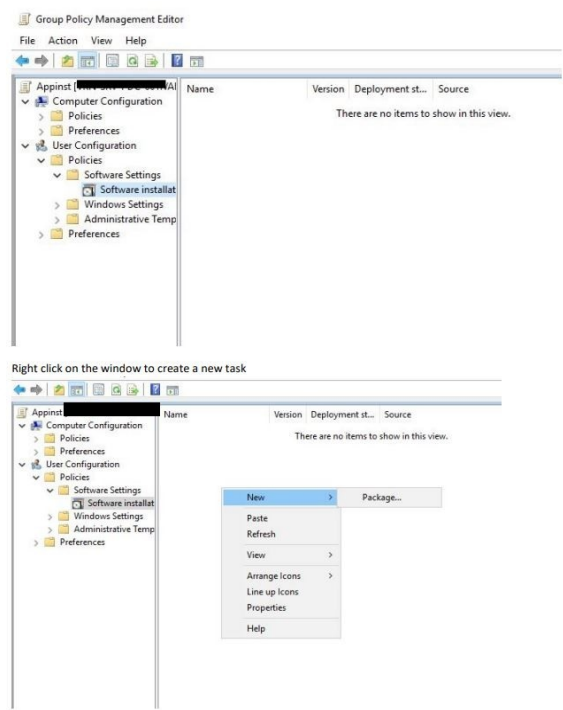 Group Policy Management Editor
File Action View Help
Appinst
Name Version Deployment st... Source
Computer Configuration
There are no items to show in this view.
Policies
Preferences
User Configuration
Policies
Software Settings
Software installat
Windows Settings
Administrative Temp
Preferences
Right click on the window to create a new task
Appinst
Name Version Deployment st... Source
Computer Configuration
There are no items to show in this view.
Policies
Preferences
User Configuration
Policies
Software Settings
Software installat
Windows Settings
Administrative Temp
Preferences
New Package...
Paste
Refresh
View
Arrange Icons
Line up Icons
Properties
Help